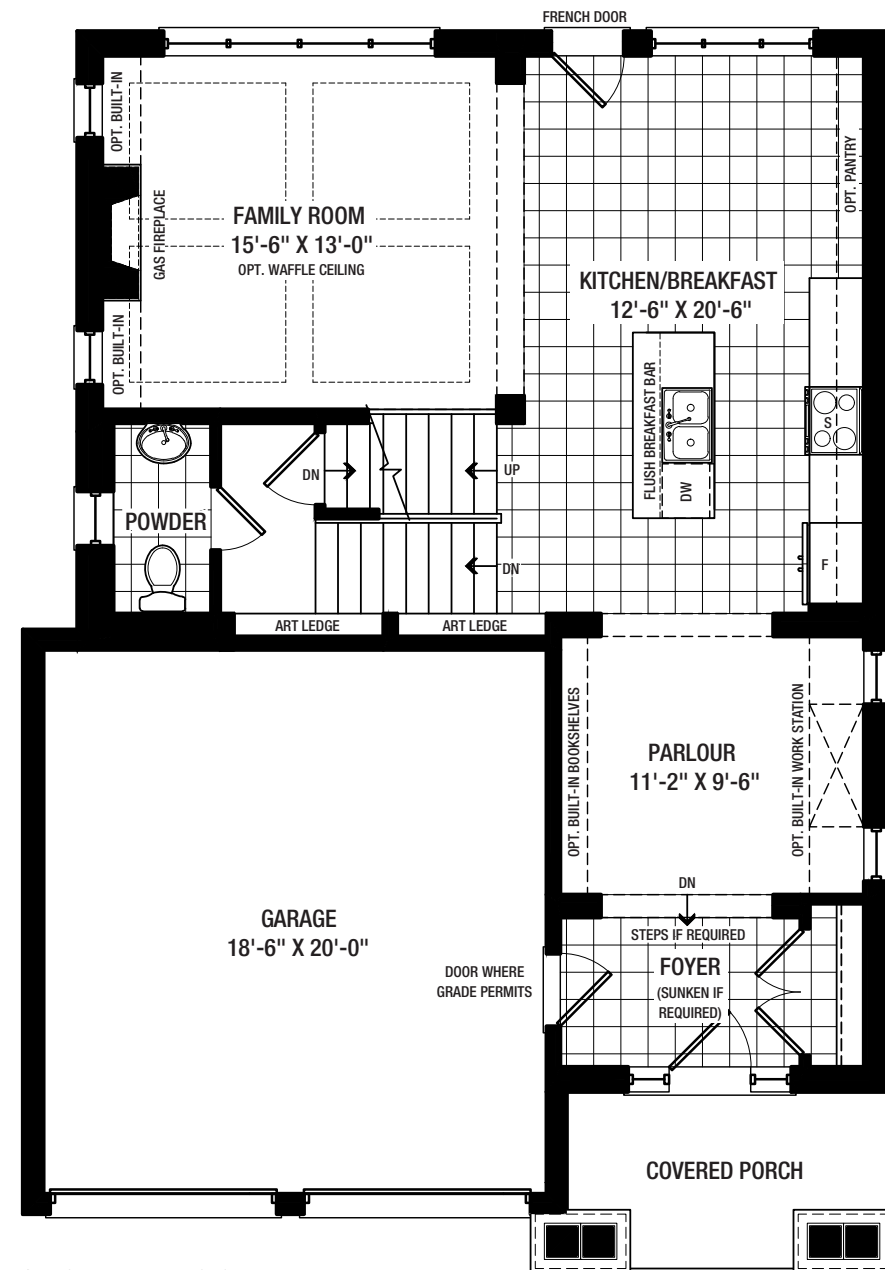 FRENCH DOOR
OPT. BUILT-IN
GAS FIREPLACE
OPT. BUILT-IN
FAMILY ROOM
15'-6" X 13'-0"
OPT. WAFFLE CEILING
OPT. PANTRY
KITCHEN/BREAKFAST
12'-6" X 20'-6"
FLUSH BREAKFAST BAR
DW
S
F
DN
UP
DN
POWDER
ART LEDGE
ART LEDGE
OPT. BUILT-IN BOOKSHELVES
PARLOUR
11'-2" X 9'-6"
OPT. BUILT-IN WORK STATION
DN
STEPS IF REQUIRED
FOYER
(SUNKEN IF
REQUIRED)
GARAGE
18'-6" X 20'-0"
DOOR WHERE
GRADE PERMITS
COVERED PORCH